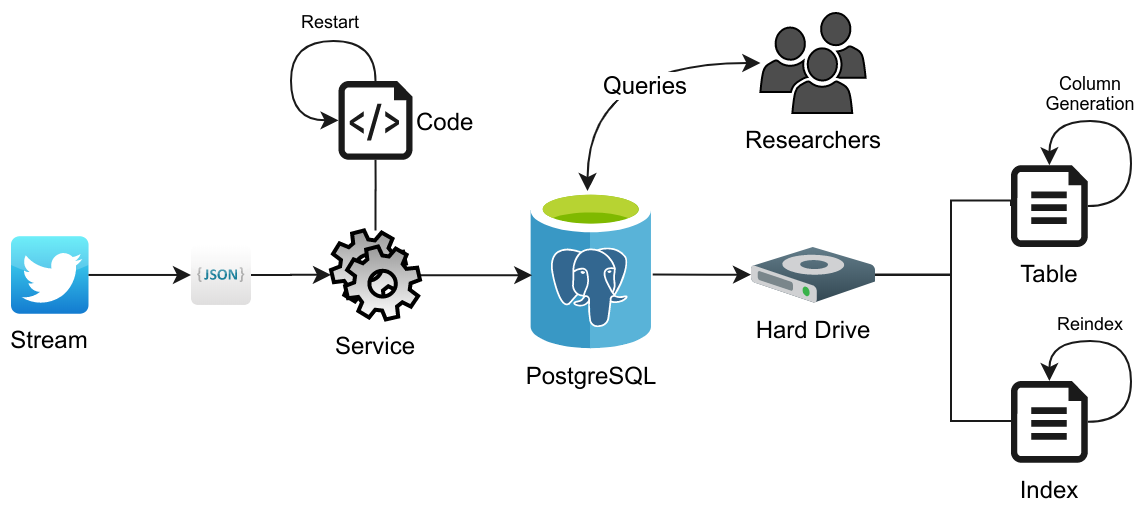 Restart
</>
Code
Stream
{JSON}
Service
Queries
Researchers
PostgreSQL
Hard Drive
Column
Generation
Table
Reindex
Index